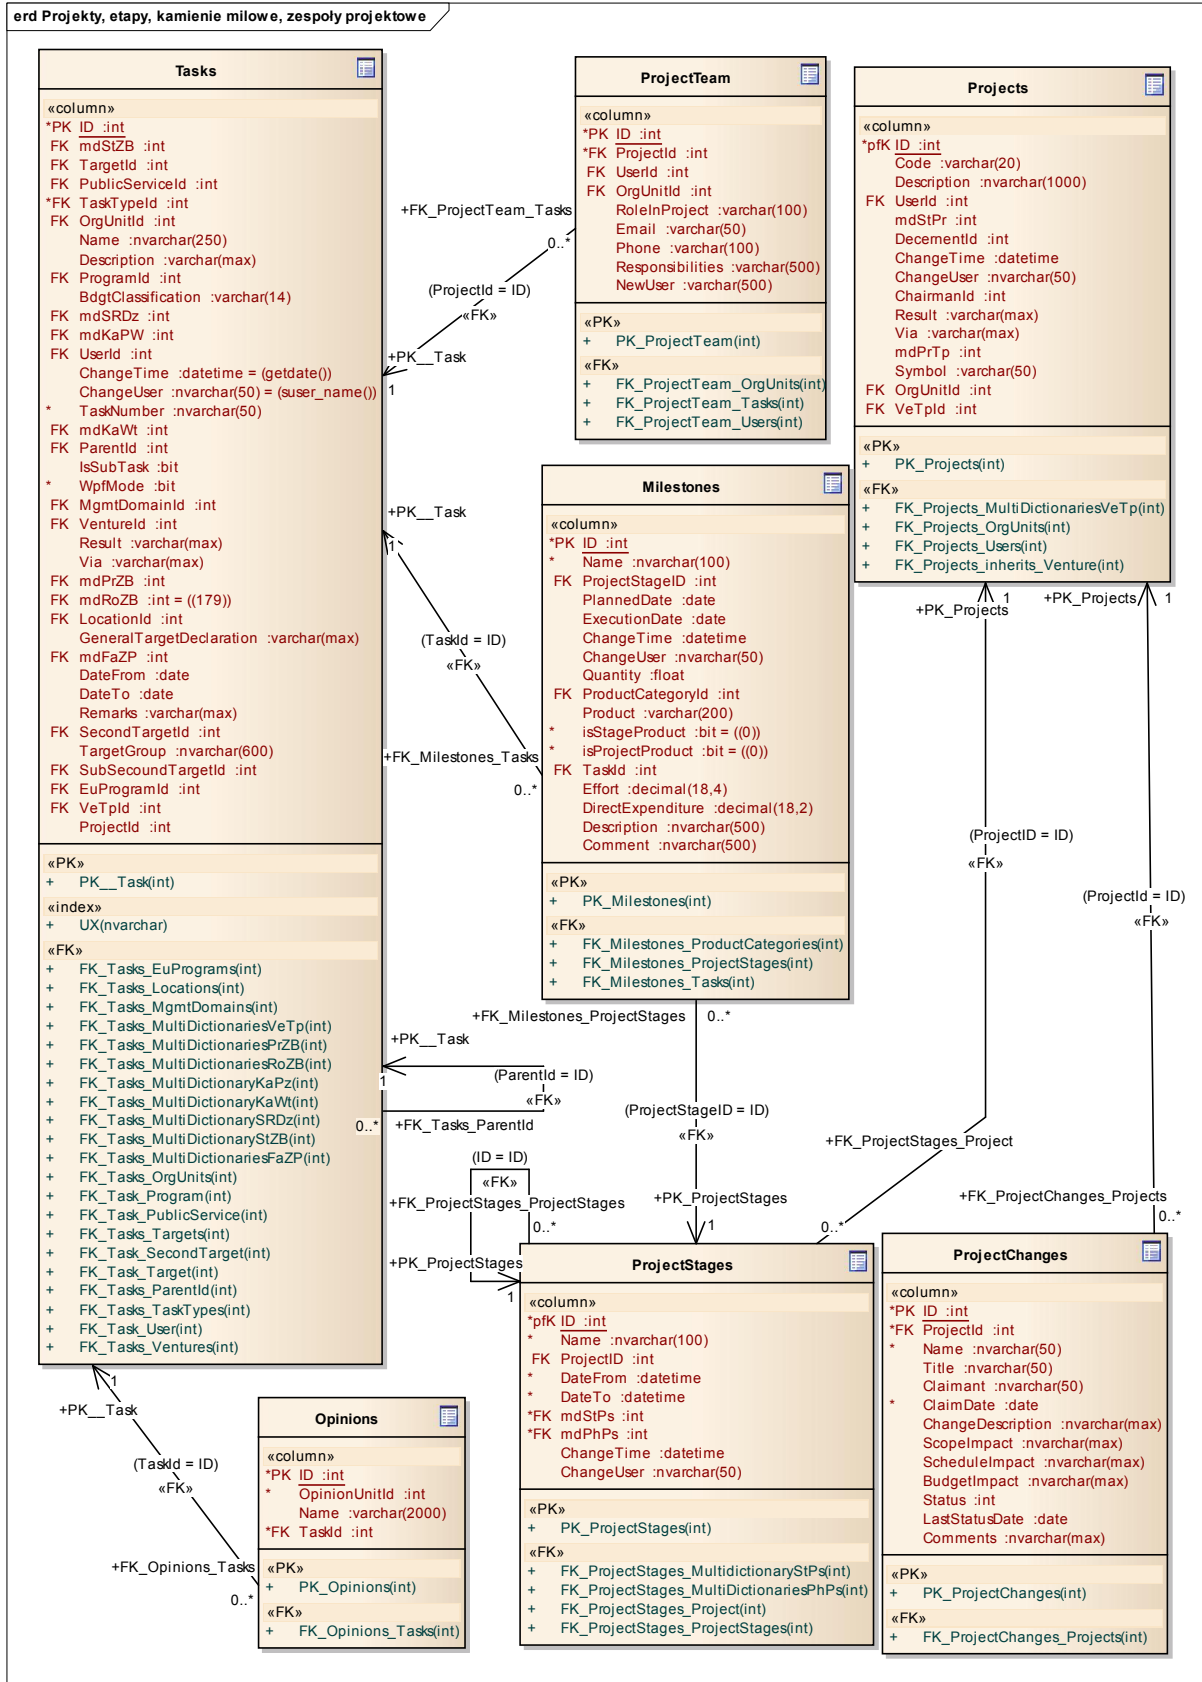 erd Projekty, etapy, kamienie milowe, zespoły projektowe
Tasks
«column»
*PK ID :int
FK mdStZB :int
FK TargetId :int
FK PublicServiceId :int
*FK TaskTypeId :int
FK OrgUnitId :int
Name :nvarchar(250)
Description :varchar(max)
FK ProgramId :int
BdgtClassification :varchar(14)
FK mdSRDz :int
FK mdKaPW :int
FK UserId :int
ChangeTime :datetime = (getdate())
ChangeUser :nvarchar(50) = (suser_name())
* TaskNumber :nvarchar(50)
FK mdKaWt :int
FK ParentId :int
IsSubTask :bit
* WpfMode :bit
FK MgmtDomainId :int
FK VentureId :int
Result :varchar(max)
Via :varchar(max)
FK mdPrZB :int
FK mdRoZB :int = ((179))
FK LocationId :int
GeneralTargetDeclaration :varchar(max)
FK mdFaZP :int
DateFrom :date
DateTo :date
Remarks :varchar(max)
FK SecondTargetId :int
TargetGroup :nvarchar(600)
FK SubSecoundTargetId :int
FK EuProgramId :int
FK VeTpId :int
ProjectId :int
«PK»
+ PK__Task(int)
«index»
+ UX(nvarchar)
«FK»
+ FK_Tasks_EuPrograms(int)
+ FK_Tasks_Locations(int)
+ FK_Tasks_MgmtDomains(int)
+ FK_Tasks_MultiDictionariesVeTp(int)
+ FK_Tasks_MultiDictionariesPrZB(int)
+ FK_Tasks_MultiDictionariesRoZB(int)
+ FK_Tasks_MultiDictionaryKaPz(int)
+ FK_Tasks_MultiDictionaryKaWt(int)
+ FK_Tasks_MultiDictionarySRDz(int)
+ FK_Tasks_MultiDictionaryStZB(int)
+ FK_Tasks_MultiDictionariesFaZP(int)
+ FK_Tasks_OrgUnits(int)
+ FK_Task_Program(int)
+ FK_Task_PublicService(int)
+ FK_Tasks_Targets(int)
+ FK_Task_SecondTarget(int)
+ FK_Task_Target(int)
+ FK_Tasks_ParentId(int)
+ FK_Tasks_TaskTypes(int)
+ FK_Task_User(int)
+ FK_Tasks_Ventures(int)
ProjectTeam
«column»
*PK ID :int
*FK ProjectId :int
FK UserId :int
FK OrgUnitId :int
RoleInProject :varchar(100)
Email :varchar(50)
Phone :varchar(100)
Responsibilities :varchar(500)
NewUser :varchar(500)
«PK»
+ PK_ProjectTeam(int)
«FK»
+ FK_ProjectTeam_OrgUnits(int)
+ FK_ProjectTeam_Tasks(int)
+ FK_ProjectTeam_Users(int)
Projects
«column»
*pfK ID :int
Code :varchar(20)
Description :nvarchar(1000)
FK UserId :int
mdStPr :int
DecernentId :int
ChangeTime :datetime
ChangeUser :nvarchar(50)
ChairmanId :int
Result :varchar(max)
Via :varchar(max)
mdPrTp :int
Symbol :varchar(50)
FK OrgUnitId :int
FK VeTpId :int
«PK»
+ PK_Projects(int)
«FK»
+ FK_Projects_MultiDictionariesVeTp(int)
+ FK_Projects_OrgUnits(int)
+ FK_Projects_Users(int)
+ FK_Projects_inherits_Venture(int)
+FK_ProjectTeam_Tasks
0..*
(ProjectId = ID)
«FK»
+PK__Task
1
Milestones
«column»
*PK ID :int
* Name :nvarchar(100)
FK ProjectStageID :int
PlannedDate :date
ExecutionDate :date
ChangeTime :datetime
ChangeUser :nvarchar(50)
Quantity :float
FK ProductCategoryId :int
Product :varchar(200)
* isStageProduct :bit = ((0))
* isProjectProduct :bit = ((0))
FK TaskId :int
Effort :decimal(18,4)
DirectExpenditure :decimal(18,2)
Description :nvarchar(500)
Comment :nvarchar(500)
«PK»
+ PK_Milestones(int)
«FK»
+ FK_Milestones_ProductCategories(int)
+ FK_Milestones_ProjectStages(int)
+ FK_Milestones_Tasks(int)
+PK__Task
1
(TaskId = ID)
«FK»
+FK_Milestones_Tasks
0..*
+PK_Projects
1
+PK_Projects
1
(ProjectID = ID)
«FK»
(ProjectId = ID)
«FK»
+FK_Milestones_ProjectStages
0..*
+PK__Task
1
(ParentId = ID)
«FK»
0..*
+FK_Tasks_ParentId
(ProjectStageID = ID)
«FK»
+PK_ProjectStages
1
(ID = ID)
«FK»
+FK_ProjectStages_ProjectStages
0..*
+PK_ProjectStages
1
+FK_ProjectStages_Project
0..*
+FK_ProjectChanges_Projects
0..*
ProjectStages
«column»
*pfK ID :int
* Name :nvarchar(100)
FK ProjectID :int
* DateFrom :datetime
* DateTo :datetime
*FK mdStPs :int
*FK mdPhPs :int
ChangeTime :datetime
ChangeUser :nvarchar(50)
«PK»
+ PK_ProjectStages(int)
«FK»
+ FK_ProjectStages_MultidictionaryStPs(int)
+ FK_ProjectStages_MultiDictionariesPhPs(int)
+ FK_ProjectStages_Project(int)
+ FK_ProjectStages_ProjectStages(int)
ProjectChanges
«column»
*PK ID :int
*FK ProjectId :int
* Name :nvarchar(50)
Title :nvarchar(50)
Claimant :nvarchar(50)
* ClaimDate :date
ChangeDescription :nvarchar(max)
ScopeImpact :nvarchar(max)
ScheduleImpact :nvarchar(max)
BudgetImpact :nvarchar(max)
Status :int
LastStatusDate :date
Comments :nvarchar(max)
«PK»
+ PK_ProjectChanges(int)
«FK»
+ FK_ProjectChanges_Projects(int)
1
+PK__Task
(TaskId = ID)
«FK»
+FK_Opinions_Tasks
0..*
Opinions
«column»
*PK ID :int
* OpinionUnitId :int
Name :varchar(2000)
*FK TaskId :int
«PK»
+ PK_Opinions(int)
«FK»
+ FK_Opinions_Tasks(int)